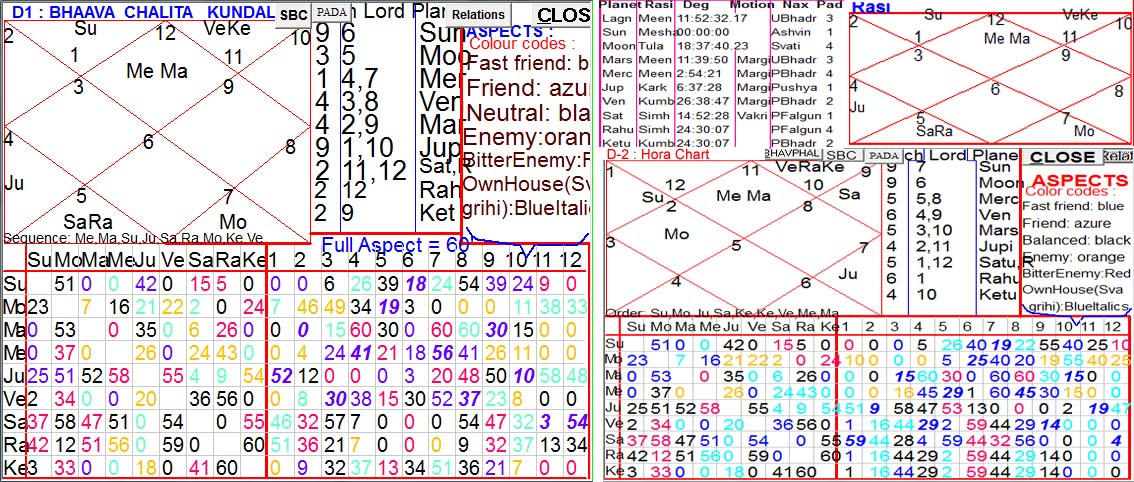 D1 : BHAAVA CHALITA KUNDAL SBC PADA h Lord Plar Relations CLOS
2 Su 12 VeKe 10
1 Me Ma 11
3 9
4 6 8
Ju 5 7
SaRa Mo
Sequence: Me,Ma,Su,Ju,Sa,Ra,Mo,Ke,Ve
9 6 Sun
3 5 Moo
1 4,7 Mer
4 3,8 Ven
4 2,9 Mar
9 1,10 Jup
2 11,12 Sat,R
2 12 Rah
2 9 Ket
ASPECTS :
Colour codes :
Fast friend: b
Friend: azu
Neutral: bla
Enemy:oran
BitterEnemy:R
OwnHouse(Sva
grihi):BlueItalic
Full Aspect = 60
Su Mo Ma Me Ju Ve Sa Ra Ke 1 2 3 4 5 6 7 8 9 10 11 12
Su 51 0 0 42 0 15 5 0 0 0 6 26 39 18 24 54 39 24 9 0
Mo 23 7 16 21 22 2 0 24 7 46 49 34 5 19 3 0 0 11 38 33
Ma 0 53 0 35 0 6 26 0 0 0 15 60 30 0 60 60 30 15 0 0
Me 0 37 0 26 0 24 43 0 0 4 24 41 21 18 56 41 26 11 0 0
Ju 25 51 52 58 55 4 9 54 52 12 0 0 0 3 20 48 50 10 58 48
Ve 2 34 0 0 20 36 56 0 0 8 30 38 15 30 52 37 23 8 0 0
Sa 37 58 47 51 0 54 0 55 46 32 57 7 0 0 0 54 47 32 3 54
Ra 42 12 51 56 0 59 0 60 51 36 21 7 0 0 0 9 32 37 13 34
Ke 3 33 0 0 18 0 41 60 0 9 32 37 13 34 51 36 21 7 0 0
Planet Rasi Deg Motion Nax Pad
Lagn Meen 11:52:32.17 UBhadr 3
Sun Mesha 00:00:00 Ashvin 1
Moon Tula 18:37:40.23 Svati 4
Mars Meen 11:39:50 Margi UBhadr 3
Merc Meen 2:54:21 Margi PBhadr 4
Jup Kark 6:37:28 Margi Pushya 1
Ven Kumb 26:38:47 Margi PBhadr 2
Sat Simh 14:52:28 Vakri PFalgun 1
Rahu Simh 24:30:07 PFalgun 4
Ketu Kumb 24:30:07 PBhadr 2
Rasi
2 Su 12 VeKe 10
1 Me Ma 11
3 9
4 6 8
Ju 5 7
SaRa Mo
D-2 : Hora Chart BHAVPHAL SBC PADA ch Lord Plane CLOSE Relat
1 VeRaKe 9
12 Me Ma 11 10 Sa
Su 2 8
Mo
3 5 7
Ju
4 6
Order: Su,Mo,Ju,Sa,Ra,Ke,Ve,Me,Ma
9 7 Sun
9 6 Moon
5 5,8 Merc
6 4,9 Ven
5 3,10 Mars
4 2,11 Jupi
5 1,12 Satu,R
6 1 Rahu
4 10 Ketu
ASPECTS
Color codes :
Fast friend: blue
Friend: azure
Balanced: black
Enemy: orange
BitterEnemy:Red
OwnHouse(Sva
grihi):BlueItalics
Su Mo Ma Me Ju Ve Sa Ra Ke 1 2 3 4 5 6 7 8 9 10 11 12
Su 51 0 0 42 0 15 5 0 0 0 0 5 26 40 19 22 55 40 25 10
Mo 23 7 16 21 22 2 0 24 10 0 0 0 6 25 40 20 19 55 40 25
Ma 0 53 0 35 0 6 26 0 0 0 3 15 60 30 0 60 60 30 15 0 0
Me 0 37 0 26 0 24 43 0 0 0 16 45 29 1 60 45 30 15 0 0
Ju 25 51 52 58 55 4 9 54 51 9 58 47 53 13 0 0 0 2 19 47
Ve 2 34 0 0 20 36 56 0 1 16 44 29 2 59 44 29 14 0 0 0
Sa 37 58 47 51 0 54 0 55 59 44 28 4 59 44 32 56 0 0 0 4
Ra 42 12 51 56 0 59 0 60 1 16 44 29 2 59 44 29 14 0 0 0
Ke 3 33 0 0 18 0 41 60 1 16 44 29 2 59 44 29 14 0 0 0